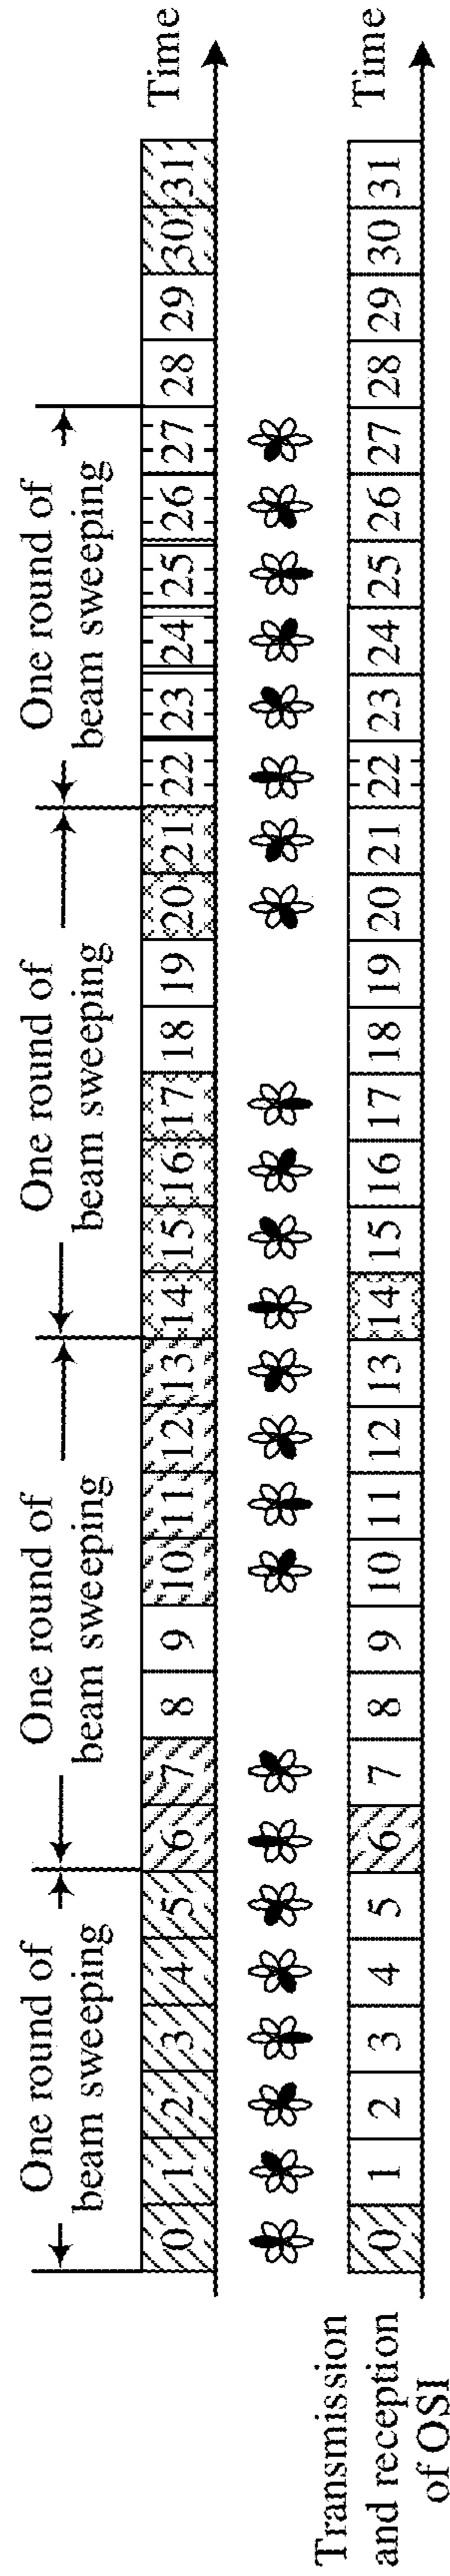 One round of
beam sweeping
One round of
beam sweeping
One round of
beam sweeping
One round of
beam sweeping
0 1 2 3 4 5 6 7 8 9 10 11 12 13 14 15 16 17 18 19 20 21 22 23 24 25 26 27 28 29 30 31 Time
Transmission
and reception
of OSI
0 1 2 3 4 5 6 7 8 9 10 11 12 13 14 15 16 17 18 19 20 21 22 23 24 25 26 27 28 29 30 31 Time